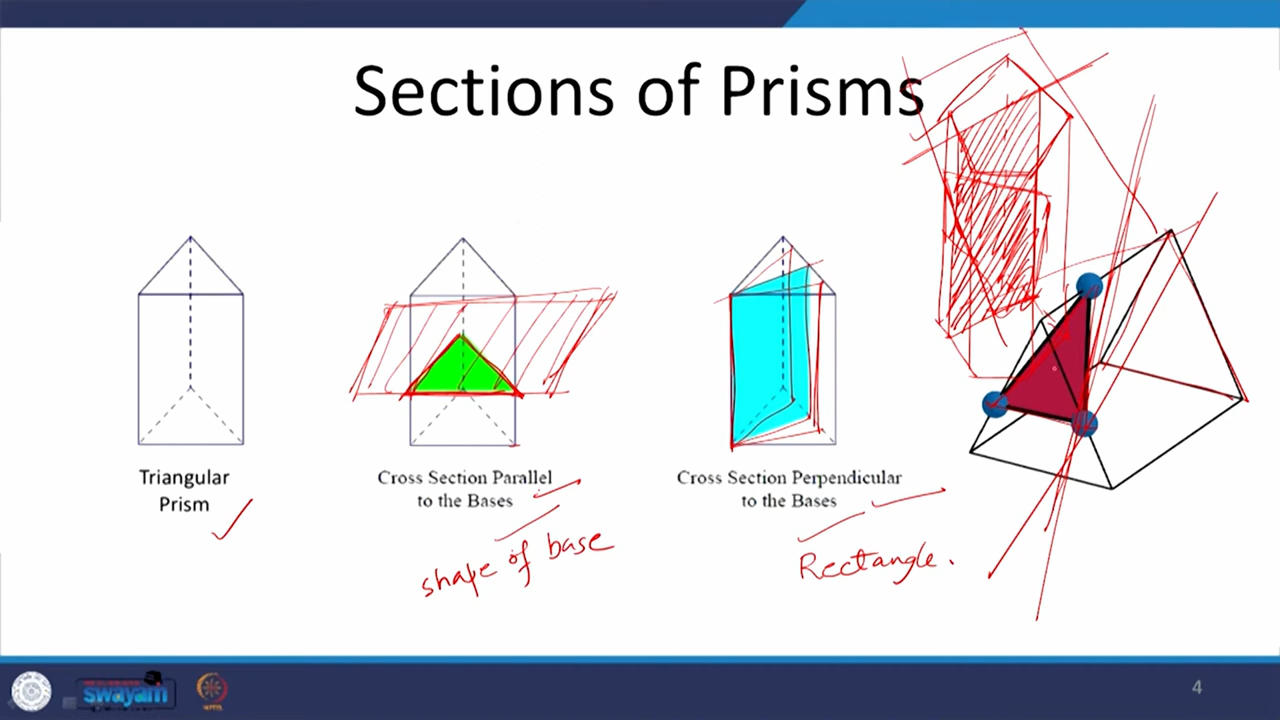 Sections of Prisms
Triangular
Prism
Cross Section Parallel
to the Bases
Cross Section Perpendicular
to the Bases
shape of base
Rectangle.
swayam
4